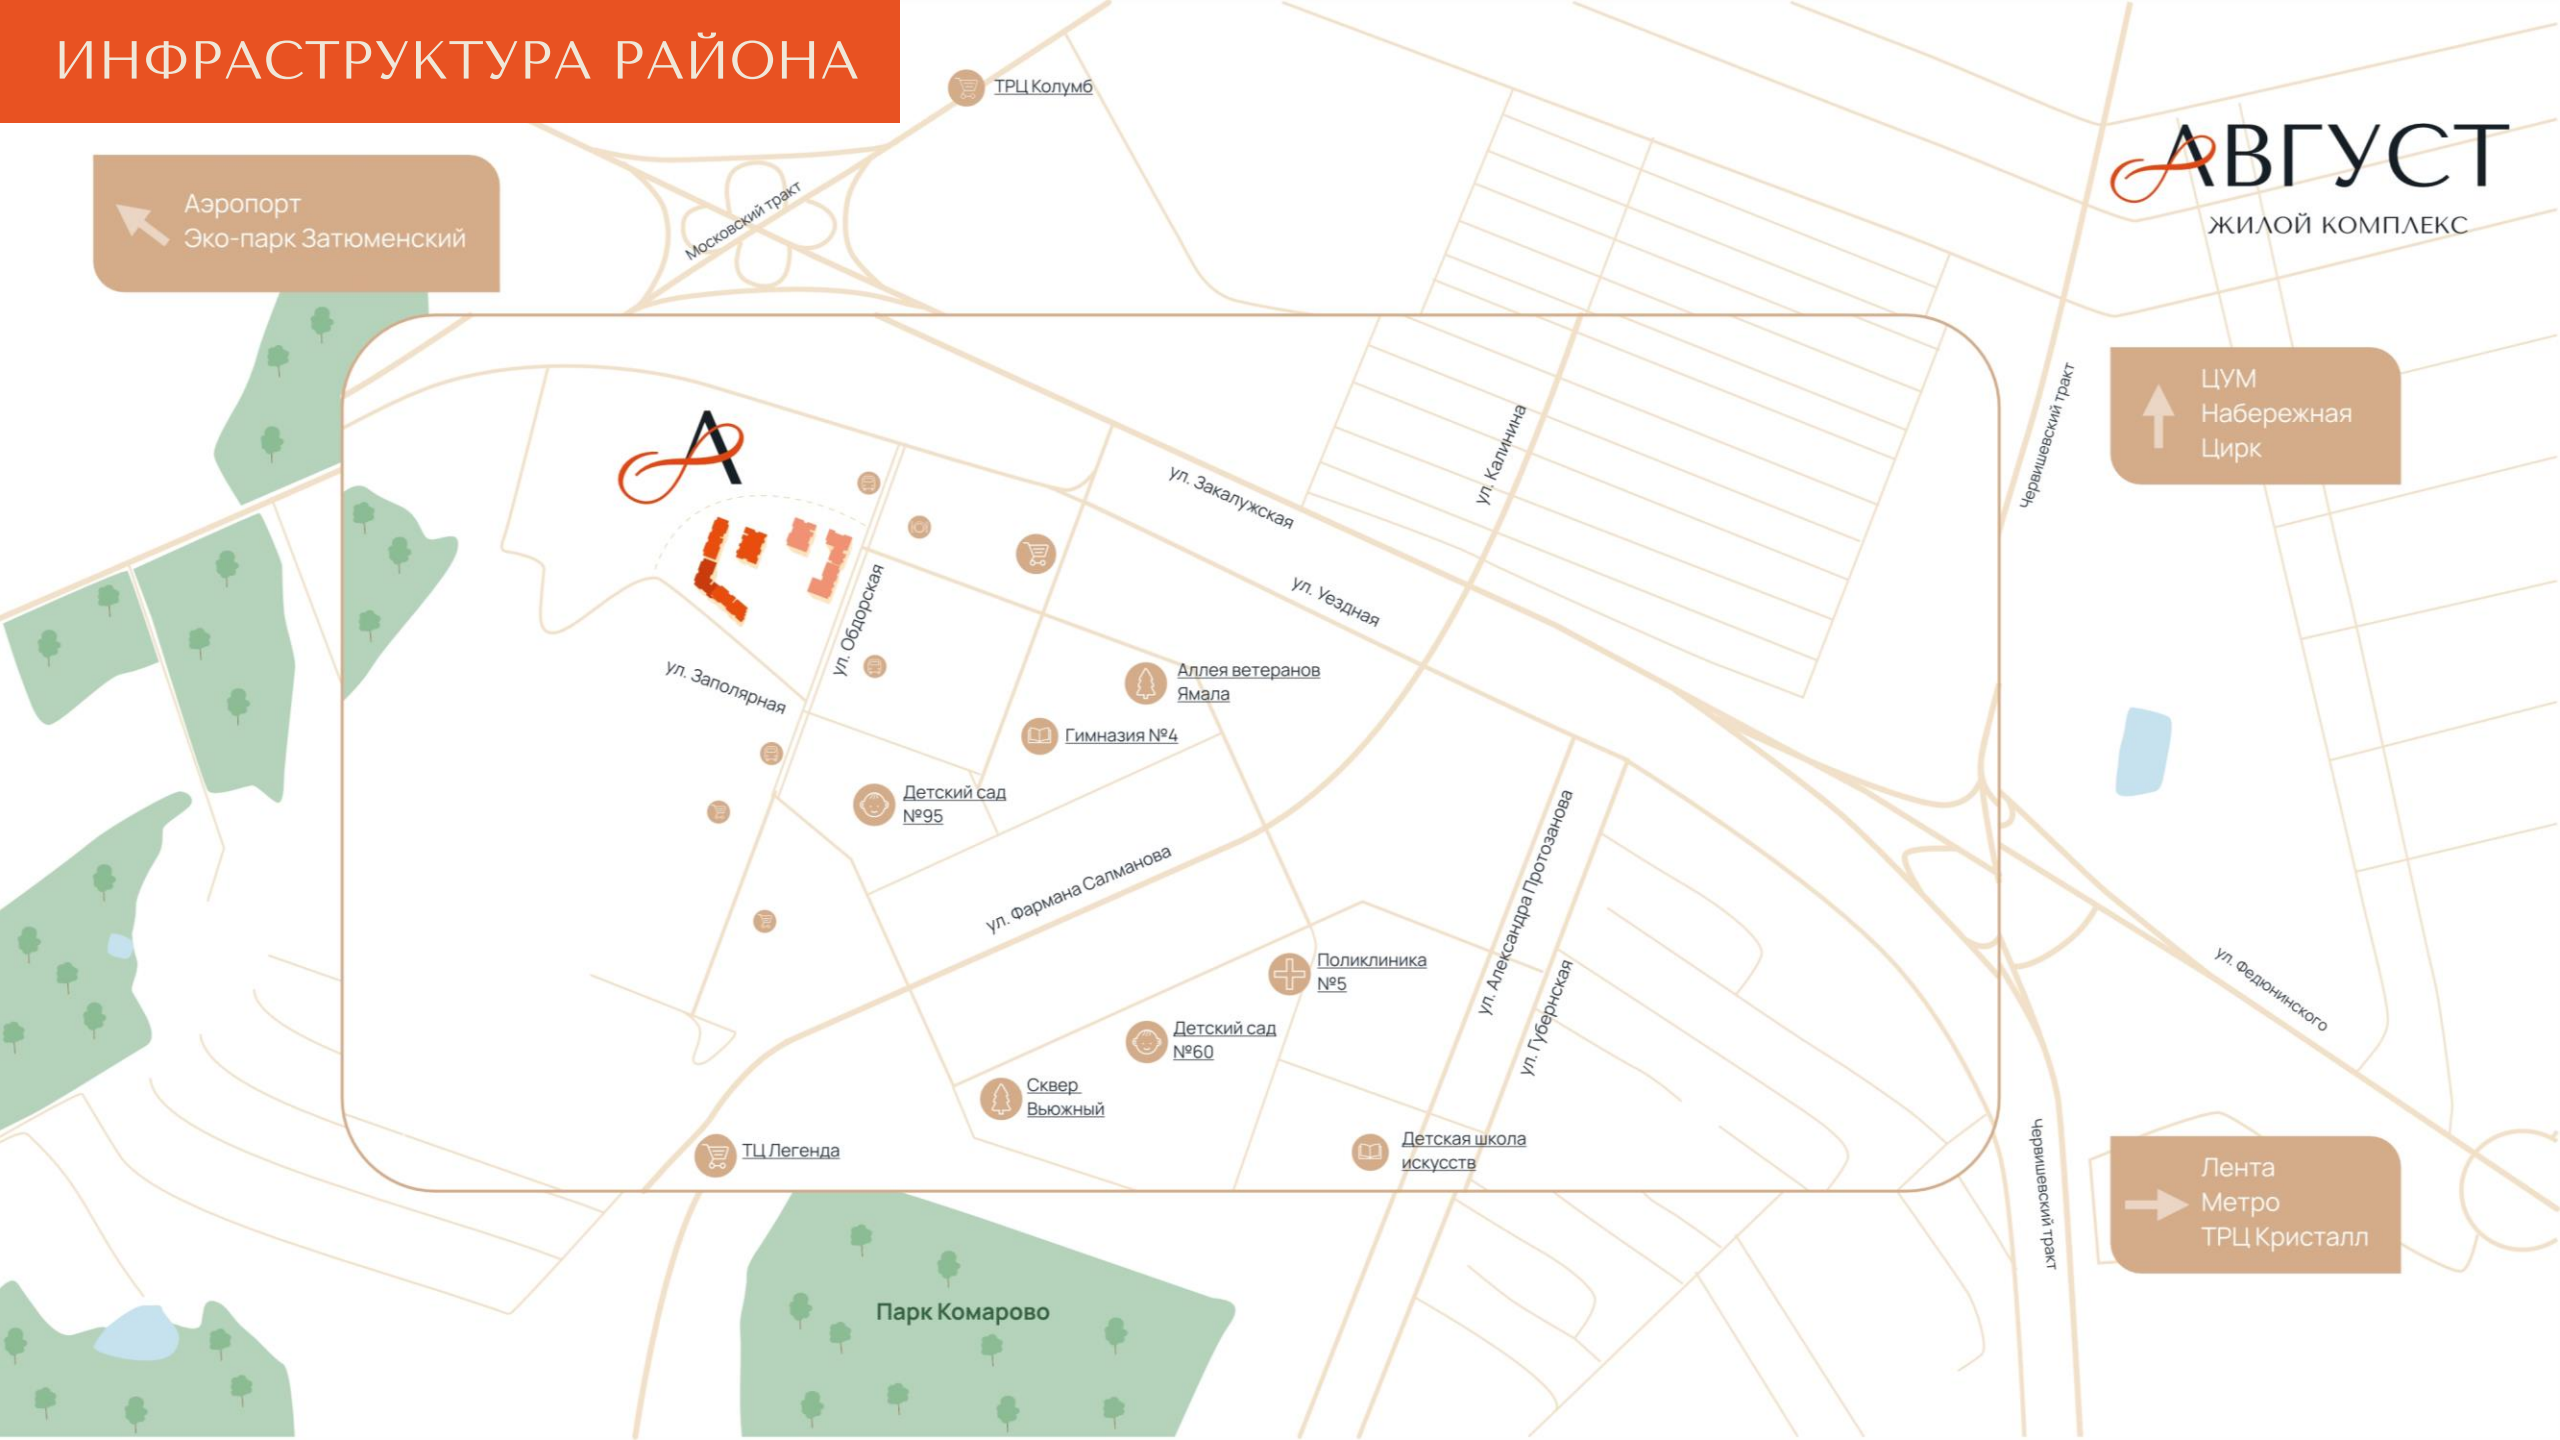 ИНФРАСТРУКТУРА РАЙОНА
ТРЦ Колумб
АВГУСТ
ЖИЛОЙ КОМПЛЕКС
Аэропорт
Эко-парк Затюменский
Московский тракт
ЦУМ
Набережная
Цирк
Червишевский тракт
А
ул. Калинина
ул. Закалужская
ул. Уездная
ул. Обдорская
ул. Заполярная
Аллея ветеранов
Ямала
Гимназия №4
Детский сад
№95
ул. Фармана Салманова
ул. Александра Протозанова
ул. Губернская
Поликлиника
№5
ул. Федюнинского
Детский сад
№60
Сквер
Вьюжный
ТЦ Легенда
Детская школа
искусств
Червишевский тракт
Лента
Метро
ТРЦ Кристалл
Парк Комарово